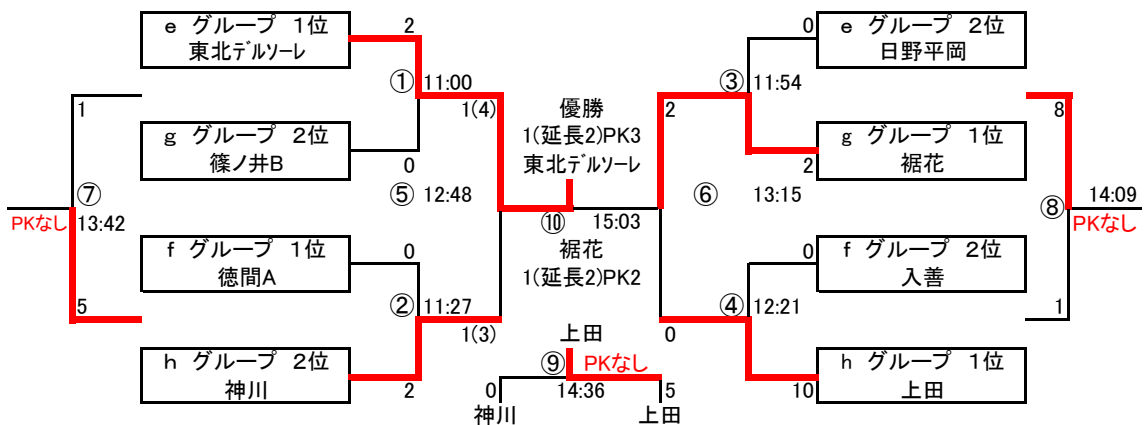 e グループ 1位
東北デルソーレ
2
0
e グループ 2位
日野平岡
① 11:00
③ 11:54
1
1(4)
優勝
2
8
g グループ 2位
篠ノ井B
0
1(延長2)PK3
東北デルソーレ
g グループ 1位
裾花
2
⑦
13:42
PKなし
⑤ 12:48
⑩ 15:03
⑥ 13:15
⑧
14:09
PKなし
f グループ 1位
徳間A
0
裾花
1(延長2)PK2
0
f グループ 2位
入善
5
② 11:27
④ 12:21
1
1(3)
上田
0
h グループ 2位
神川
2
⑨ PKなし
14:36
0
神川
5
上田
10
h グループ 1位
上田